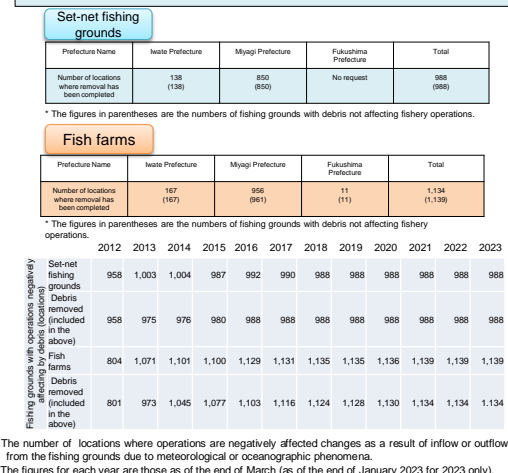 Set-net fishing
grounds
Prefecture Name Iwate Prefecture Miyagi Prefecture Fukushima Prefecture Total
Number of locations where removal has been completed 138 (138) 850 (850) No request 988 (988)
* The figures in parentheses are the numbers of fishing grounds with debris not affecting fishery operations.
Fish farms
Prefecture Name Iwate Prefecture Miyagi Prefecture Fukushima Prefecture Total
Number of locations where removal has been completed 167 (167) 956 (961) 11 (11) 1,134 (1,139)
* The figures in parentheses are the numbers of fishing grounds with debris not affecting fishery
operations.
2012 2013 2014 2015 2016 2017 2018 2019 2020 2021 2022 2023
Fishing grounds with operations negatively
affecting by debris (locations)
Set-net fishing grounds 958 1,003 1,004 987 992 990 988 988 988 988 988 988
Debris removed (included in the above) 958 975 976 980 988 988 988 988 988 988 988 988
Fish farms 804 1,071 1,101 1,100 1,129 1,131 1,135 1,135 1,136 1,139 1,139 1,139
Debris removed (included in the above) 801 973 1,045 1,077 1,103 1,116 1,124 1,128 1,130 1,134 1,134 1.134
The number of locations where operations are negatively affected changes as a result of inflow or outflow
from the fishing grounds due to meteorological or oceanographic phenomena.
The figures for each year are those as of the end of March (as of the end of January 2023 for 2023 only).